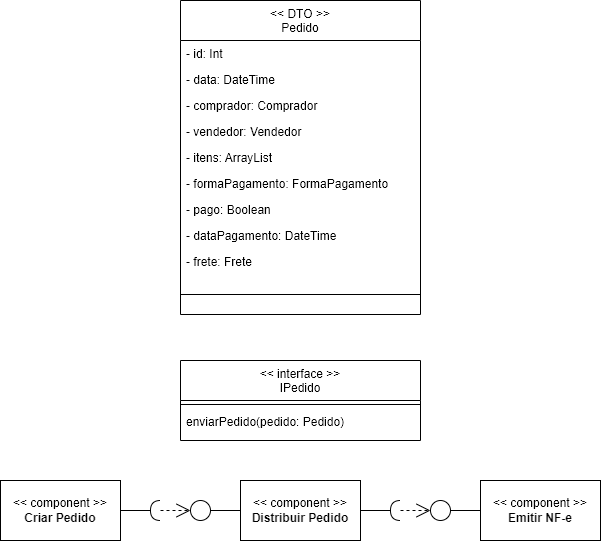 << DTO >>
Pedido
- id: Int
- data: DateTime
- comprador: Comprador
- vendedor: Vendedor
- itens: ArrayList
- formaPagamento: FormaPagamento
- pago: Boolean
- dataPagamento: DateTime
- frete: Frete
<< interface >>
IPedido
enviarPedido(pedido: Pedido)
<< component >>
Criar Pedido
<< component >>
Distribuir Pedido
<< component >>
Emitir NF-e